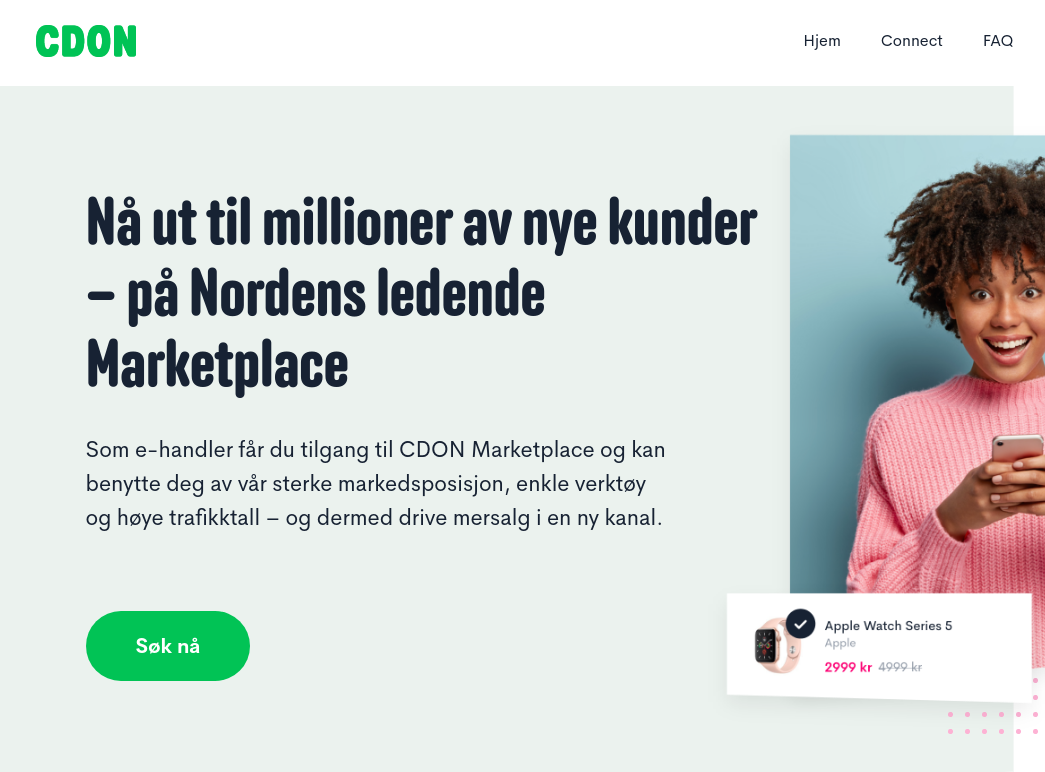 CDON
Hjem Connect FAQ
Nå ut til millioner av nye kunder
– på Nordens ledende
Marketplace
Som e-handler får du tilgang til CDON Marketplace og kan
benytte deg av vår sterke markedsposisjon, enkle verktøy
og høye trafikktall – og dermed drive mersalg i en ny kanal.
Søk nå
Apple Watch Series 5
Apple
2999 kr 4999 kr